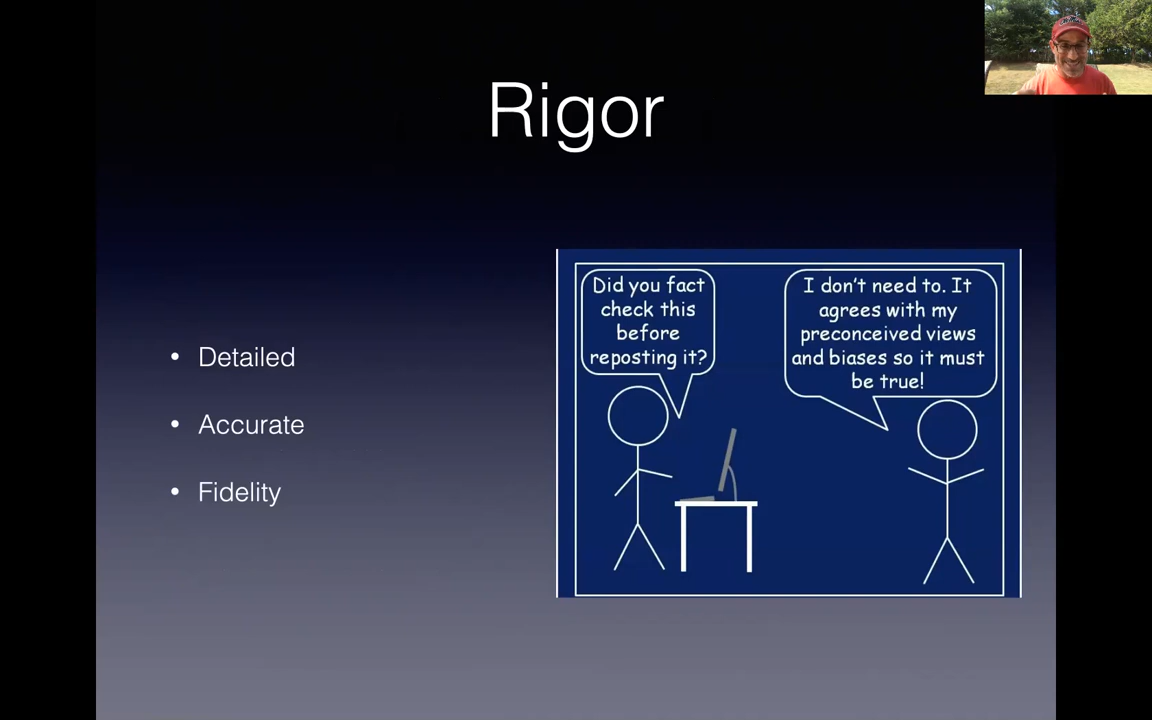 Rigor
• Detailed
• Accurate
• Fidelity
Did you fact
check this
before
reposting it?
I don't need to. It
agrees with my
preconceived views
and biases so it must
be true!